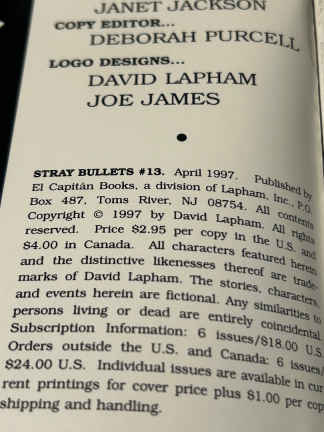 JANET JACKSON
COPY EDITOR...
DEBORAH PURCELL
LOGO DESIGNS...
DAVID LAPHAM
JOE JAMES
STRAY BULLETS #13. April 1997. Published by
El Capitán Books, a division of Lapham, Inc., P.O.
Box 487, Toms River, NJ 08754. All contents
Copyright © 1997 by David Lapham. All rights
reserved. Price $2.95 per copy in the U.S. and
$4.00 in Canada. All characters featured herein
and the distinctive likenesses thereof are trade-
marks of David Lapham. The stories, characters,
and events herein are fictional. Any similarities to
persons living or dead are entirely coincidental.
Subscription Information: 6 issues/$18.00 U.S.
Orders outside the U.S. and Canada: 6 issues/
$24.00 U.S. Individual issues are available in cur
rent printings for cover price plus $1.00 per cop
shipping and handling.